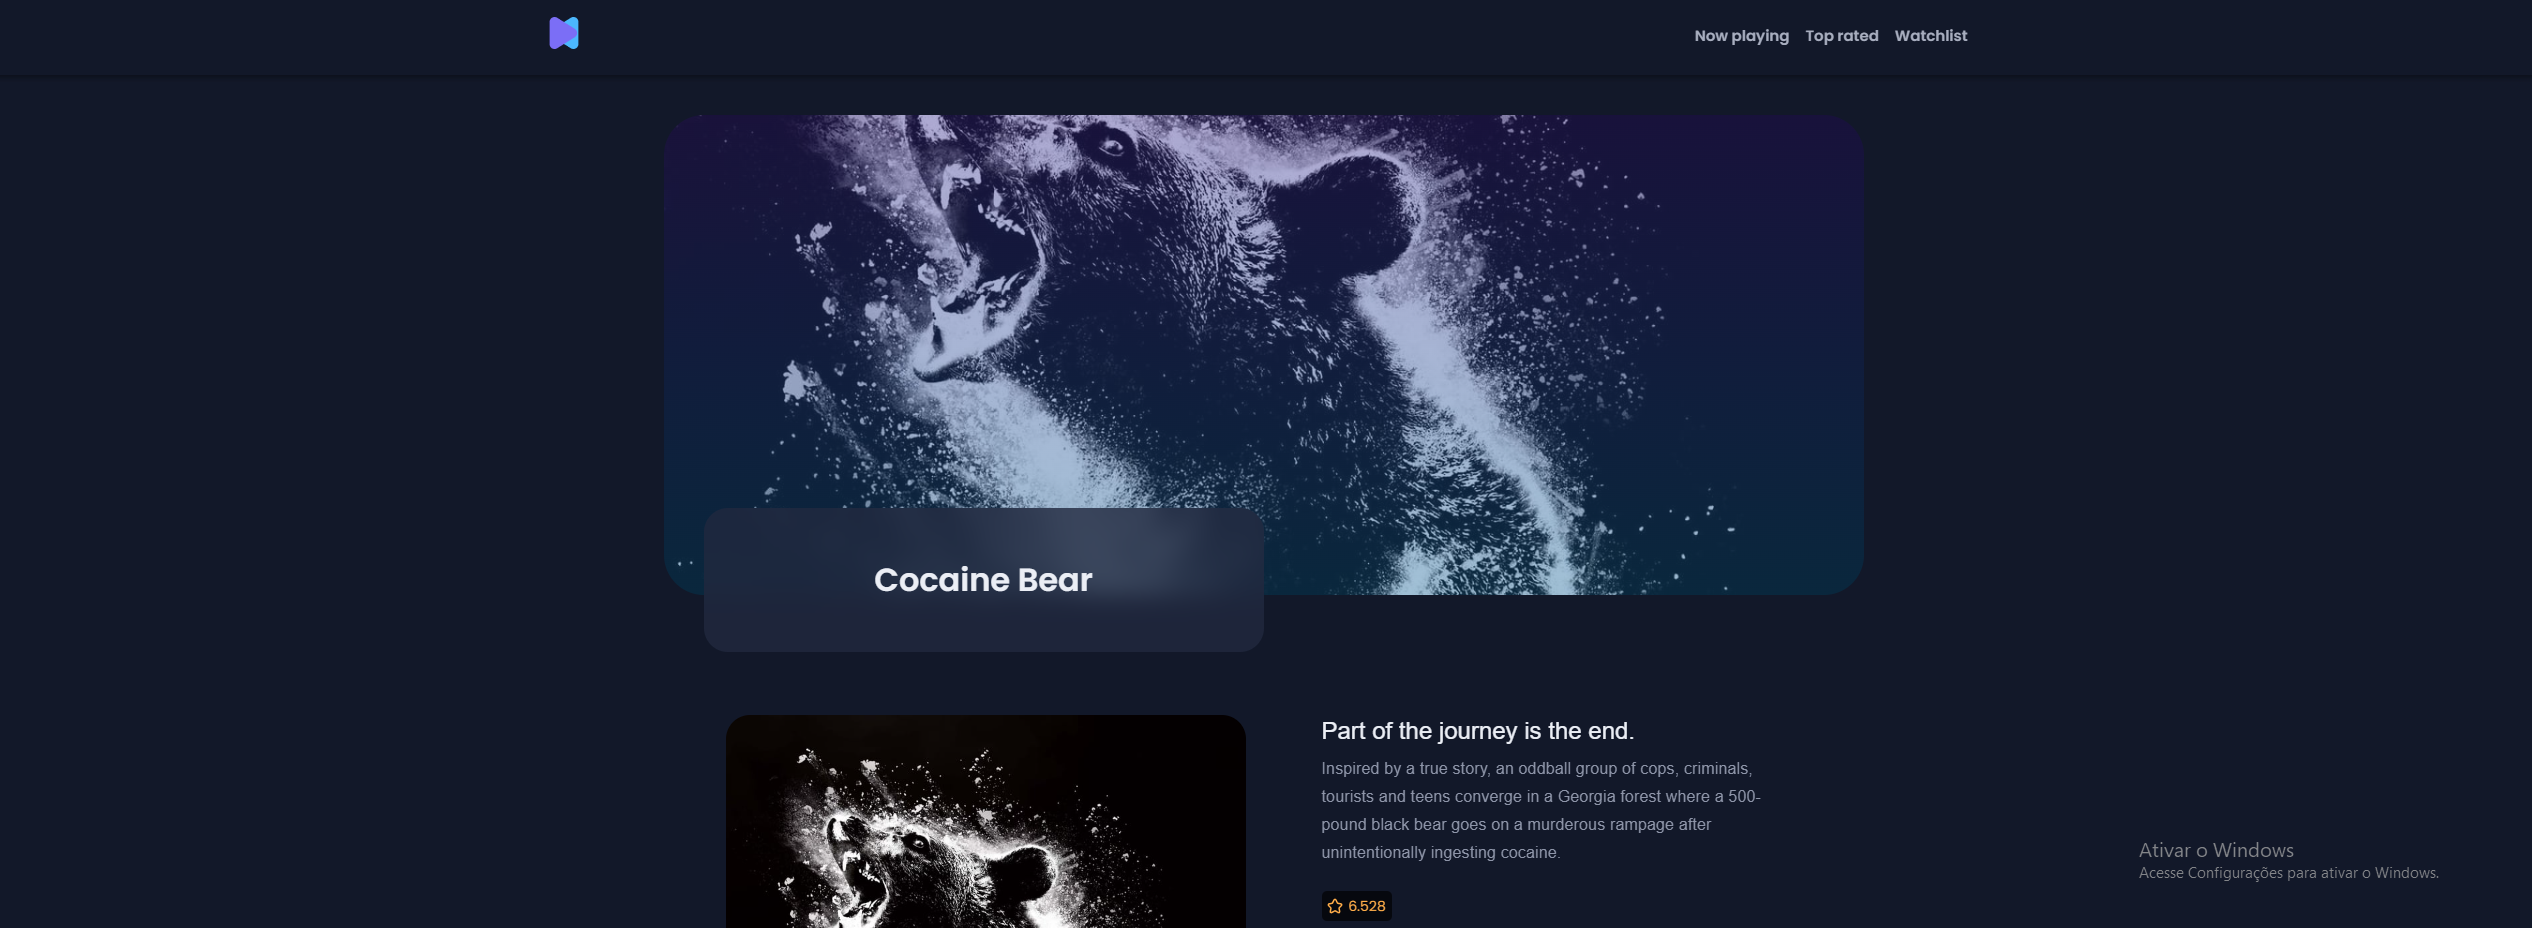 Now playing Top rated Watchlist
Cocaine Bear
Part of the journey is the end.
Inspired by a true story, an oddball group of cops, criminals,
tourists and teens converge in a Georgia forest where a 500-
pound black bear goes on a murderous rampage after
unintentionally ingesting cocaine.
6.528
Ativar o Windows
Acesse Configurações para ativar o Windows.